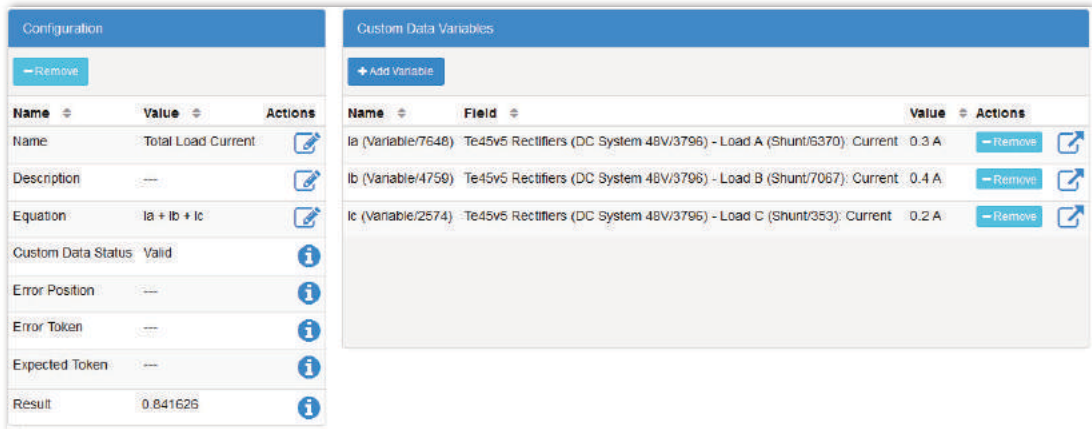 Configuration
Remove
Name Value Actions
Name Total Load Current
Description ---
Equation Ia + Ib + Ic
Custom Data Status Valid
Error Position ---
Error Token ---
Expected Token ---
Result 0.841626
Custom Data Variables
+ Add Variable
Name Field Value Actions
Ia (Variable/7648) Te45v5 Rectifiers (DC System 48V/3796) - Load A (Shunt/6370): Current 0.3 A Remove
Ib (Variable/4759) Te45v5 Rectifiers (DC System 48V/3796) - Load B (Shunt/7067): Current 0.4 A Remove
Ic (Variable/2574) Te45v5 Rectifiers (DC System 48V/3796) - Load C (Shunt/353): Current 0.2 A Remove